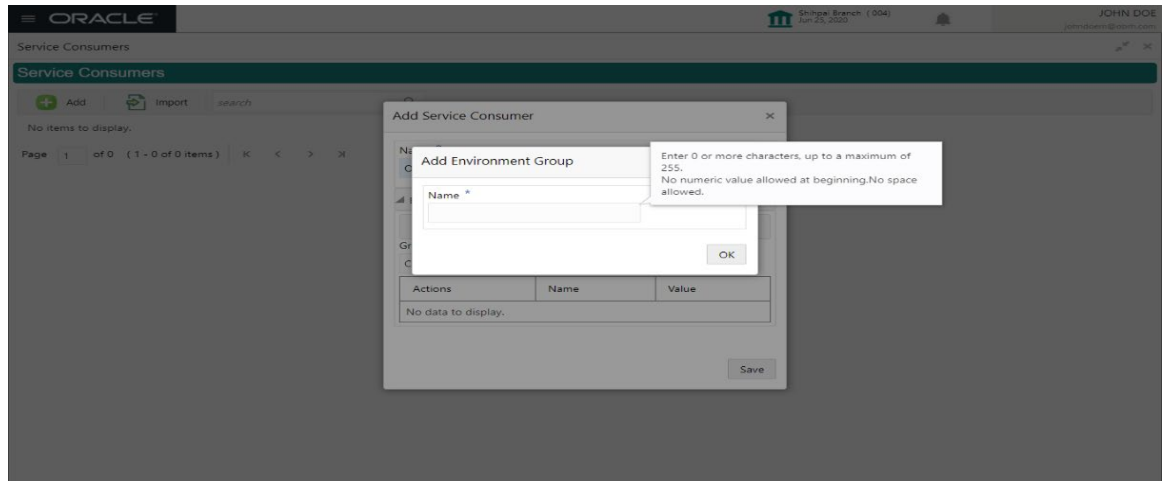 ORACLE
Shihpai Branch ( 004)
Jun 25, 2020
JOHN DOE
Service Consumers
Service Consumers
Add
Import
search
No items to display.
Page 1 of 0 ( 1 - 0 of 0 items )
Add Service Consumer
Add Environment Group
Enter 0 or more characters, up to a maximum of
255.
No numeric value allowed at beginning.No space
allowed.
Name *
OK
Actions Name Value
No data to display.
Save